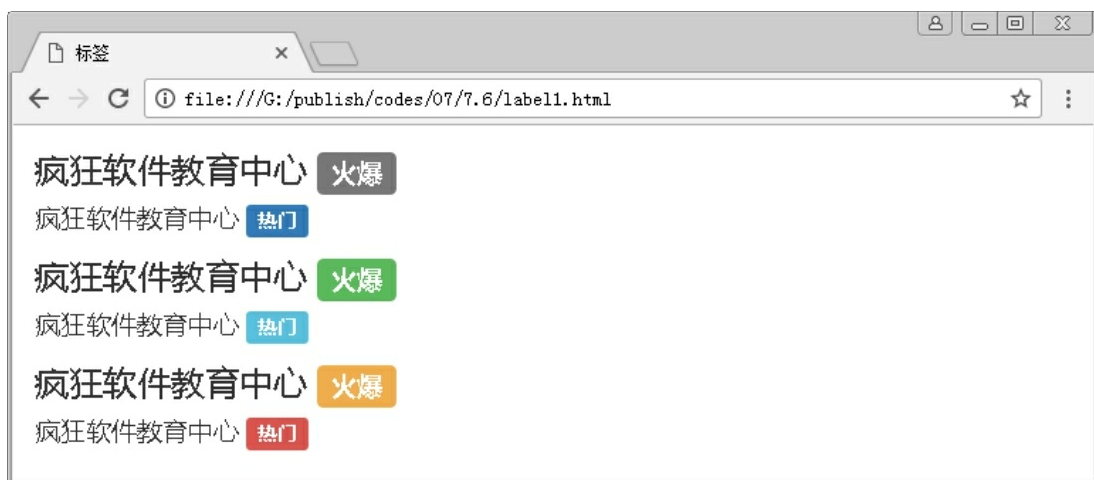 标签
file:///G:/publish/codes/07/7.6/label1.html
疯狂软件教育中心 火爆
疯狂软件教育中心 热门
疯狂软件教育中心 火爆
疯狂软件教育中心 热门
疯狂软件教育中心 火爆
疯狂软件教育中心 热门